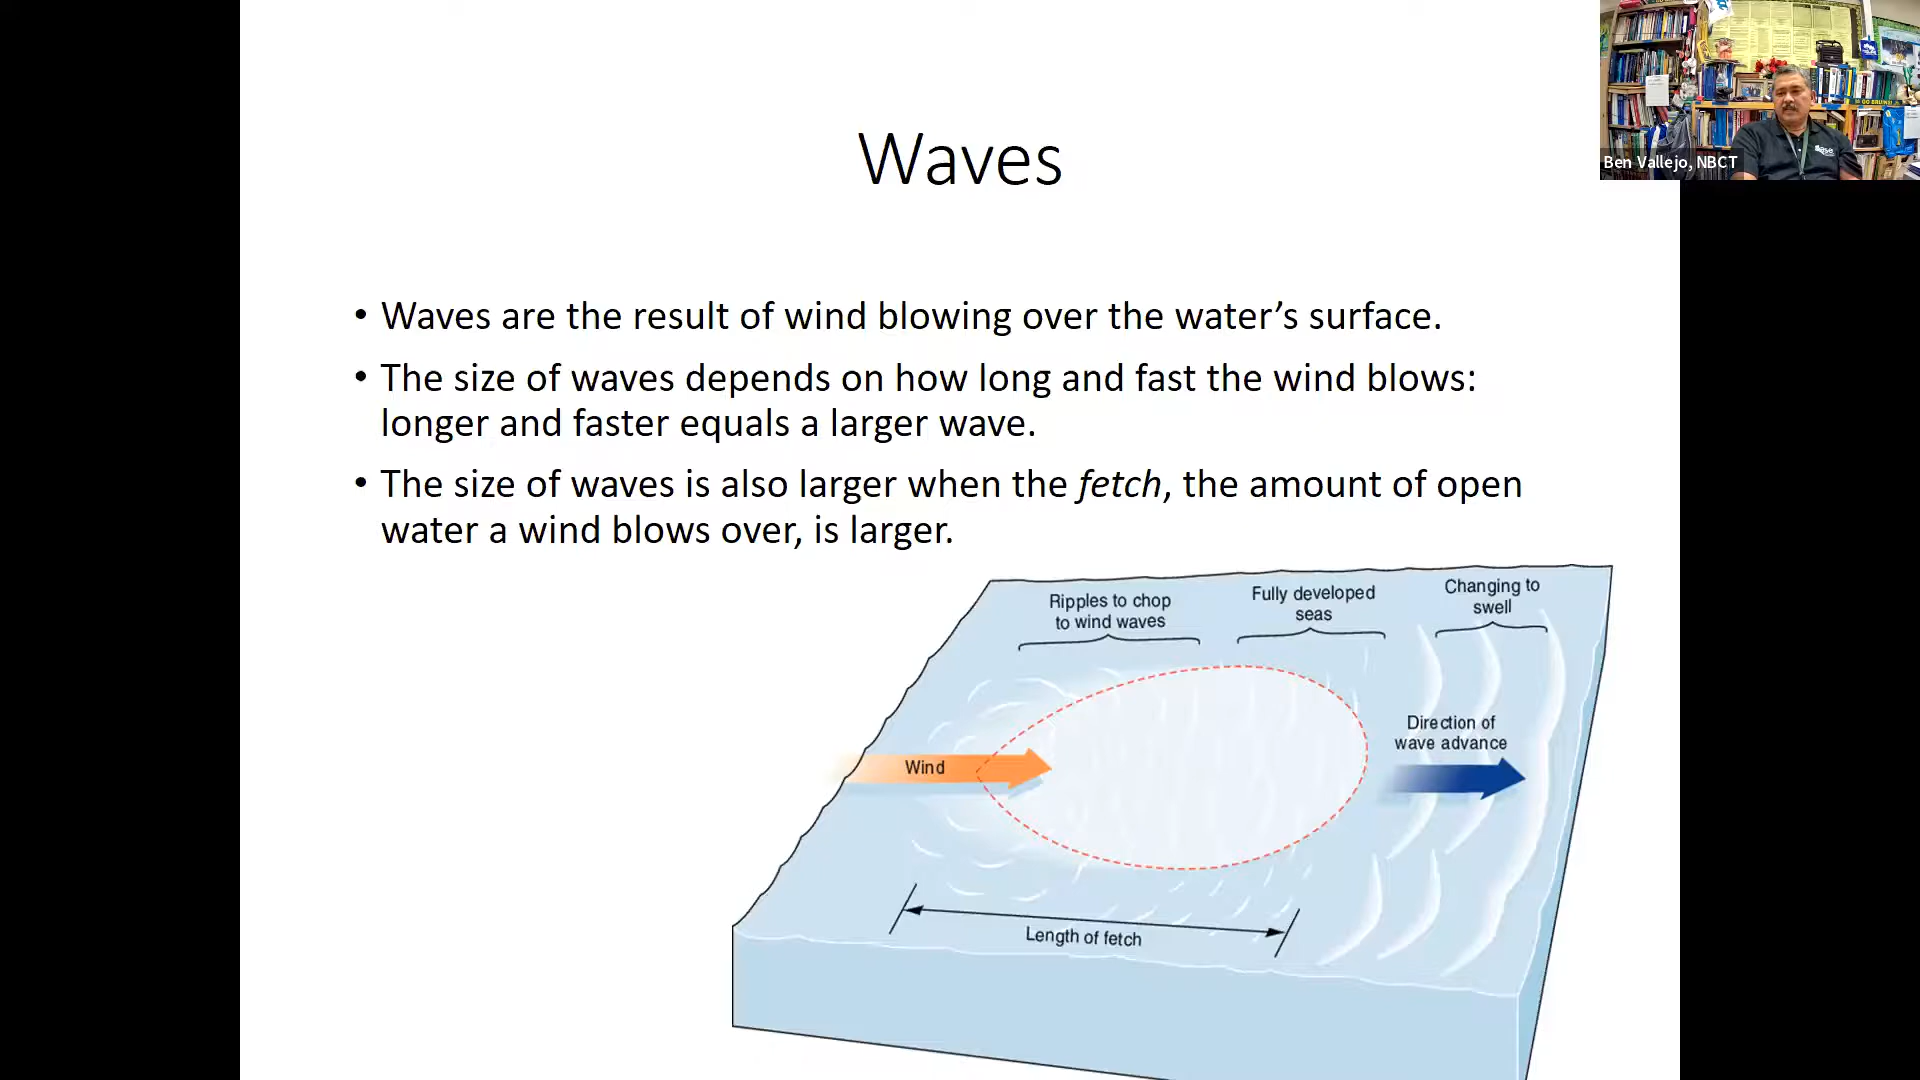 Waves
• Waves are the result of wind blowing over the water’s surface.
• The size of waves depends on how long and fast the wind blows:
longer and faster equals a larger wave.
• The size of waves is also larger when the fetch, the amount of open
water a wind blows over, is larger.
Ripples to chop
to wind waves
Fully developed
seas
Changing to
swell
Wind
Direction of
wave advance
Length of fetch
Ben Vallejo, NBCT
GO BRUINS!